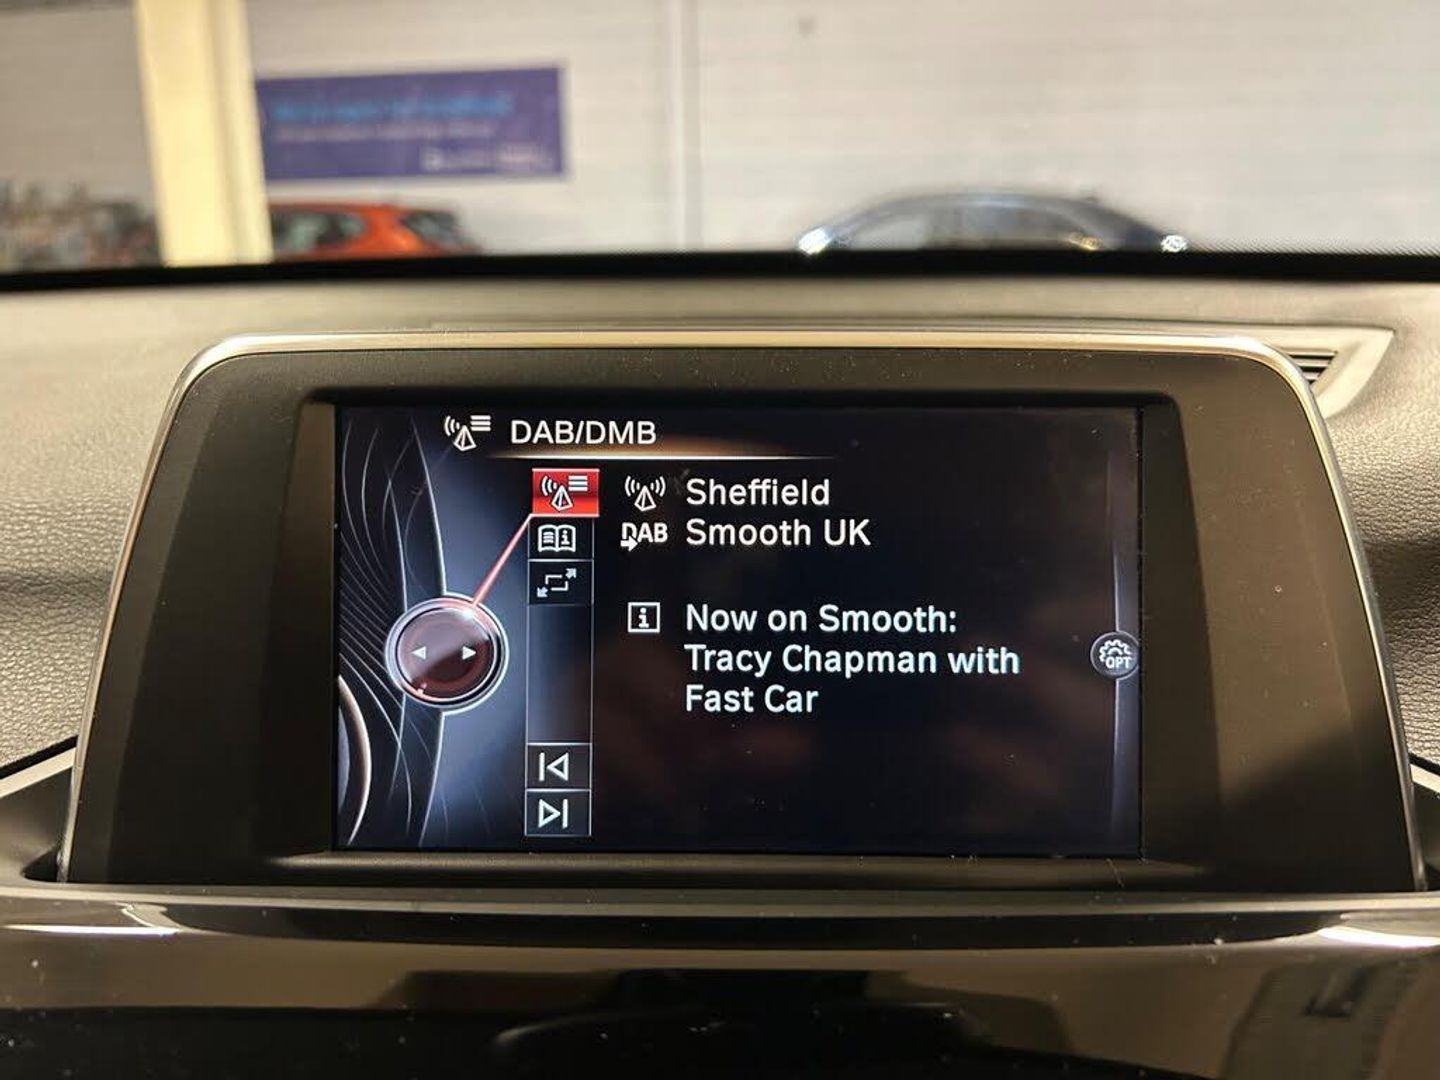 DAB/DMB
Sheffield
DAB Smooth UK
Now on Smooth:
Tracy Chapman with
Fast Car
OPT